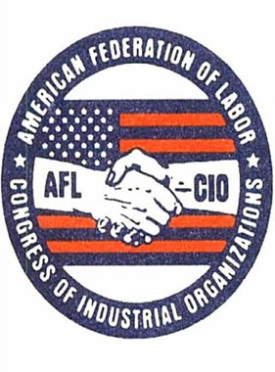 AMERICAN FEDERATION OF LABOR
AFL-CIO
CONGRESS OF INDUSTRIAL ORGANIZATIONS